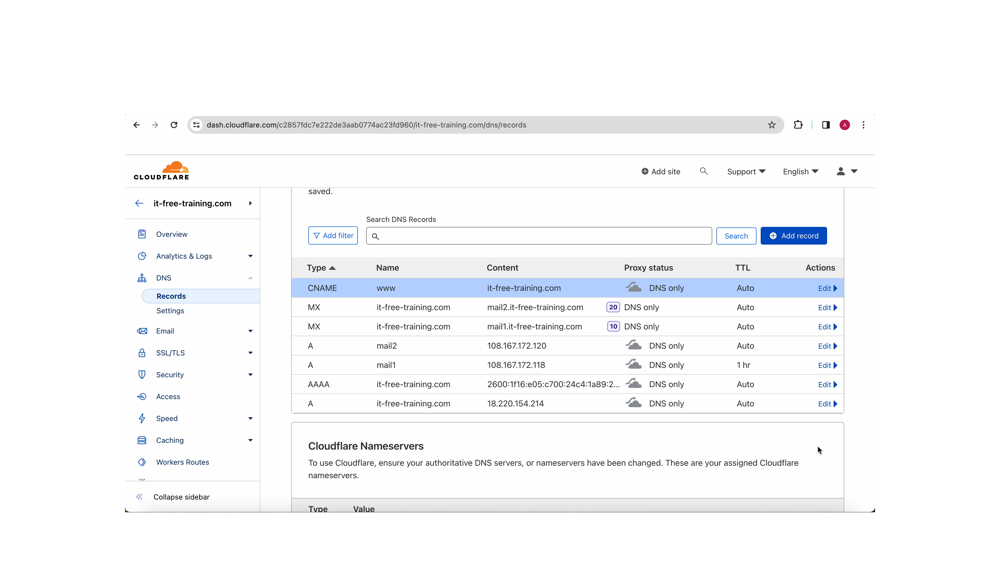 dash.cloudflare.com/c2857fdc7e222de3aab0774ac23fd960/it-free-training.com/dns/records
A
CLOUDFLARE
Add site
Support
English
it-free-training.com
Overview
Analytics & Logs
DNS
Records
Settings
Email
SSL/TLS
Security
Access
Speed
Caching
Workers Routes
Collapse sidebar
saved.
Search DNS Records
Add filter
Search
Add record
Type Name Content Proxy status TTL Actions
CNAME www it-free-training.com DNS only Auto Edit
MX it-free-training.com mail2.it-free-training.com 20 DNS only Auto Edit
MX it-free-training.com mail1.it-free-training.com 10 DNS only Auto Edit
A mail2 108.167.172.120 DNS only Auto Edit
A mail1 108.167.172.118 DNS only 1 hr Edit
AAAA it-free-training.com 2600:1f16:e05:c700:24c4:1a89:2... DNS only Auto Edit
A it-free-training.com 18.220.154.214 DNS only Auto Edit
Cloudflare Nameservers
To use Cloudflare, ensure your authoritative DNS servers, or nameservers have been changed. These are your assigned Cloudflare
nameservers.
Type Value